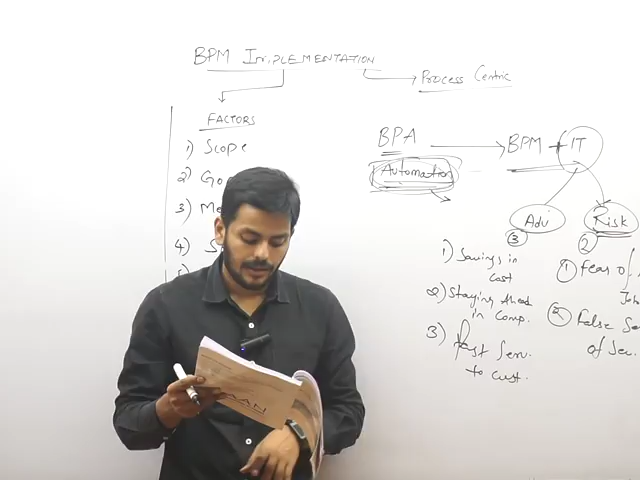 BPM IMPLEMENTATION
Process Centric
FACTORS
1) Scope
2) Go
3) Me
4) S
BPA
BPM + IT
Automation
Adv
Risk
3
2
1) Savings in
cost
2) Staying Ahead
in Comp.
3) Fast Serv.
to cust.
1 Fear of
Job
2 False Se
of Sec.